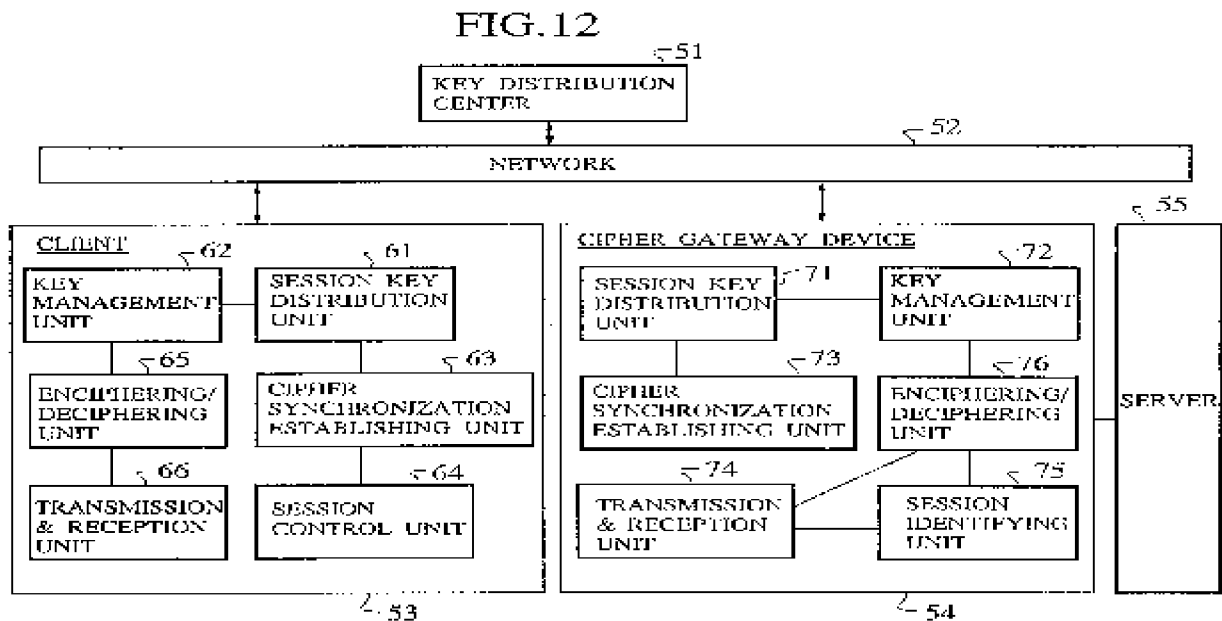 FIG.12
51
KEY DISTRIBUTION
CENTER
52
NETWORK
55
CLIENT
62
61
KEY
MANAGEMENT
UNIT
SESSION KEY
DISTRIBUTION
UNIT
65
63
ENCIPHERING/
DECIPHERING
UNIT
CIPHER
SYNCHRONIZATION
ESTABLISHING UNIT
66
64
TRANSMISSION
& RECEPTION
UNIT
SESSION
CONTROL UNIT
53
CIPHER GATEWAY DEVICE
71
72
SESSION KEY
DISTRIBUTION
UNIT
KEY
MANAGEMENT
UNIT
73
76
CIPHER
SYNCHRONIZATION
ESTABLISHING UNIT
ENCIPHERING/
DECIPHERING
UNIT
74
75
TRANSMISSION
& RECEPTION
UNIT
SESSION
IDENTIFYING
UNIT
54
SERVER